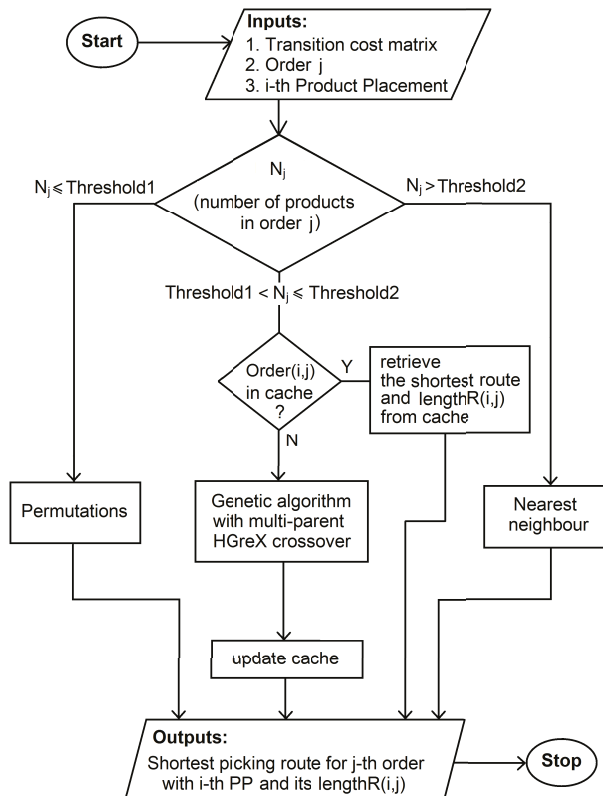 Start
Inputs:
1. Transition cost matrix
2. Order j
3. i-th Product Placement
Nj ⩽ Threshold1
Nj
(number of products
in order j)
Nj > Threshold2
Threshold1 < Nj ⩽ Threshold2
Order(i,j)
in cache
?
Y
N
retrieve
the shortest route
and lengthR(i,j)
from cache
Permutations
Genetic algorithm
with multi-parent
HGreX crossover
Nearest
neighbour
update cache
Outputs:
Shortest picking route for j-th order
with i-th PP and its lengthR(i,j)
Stop